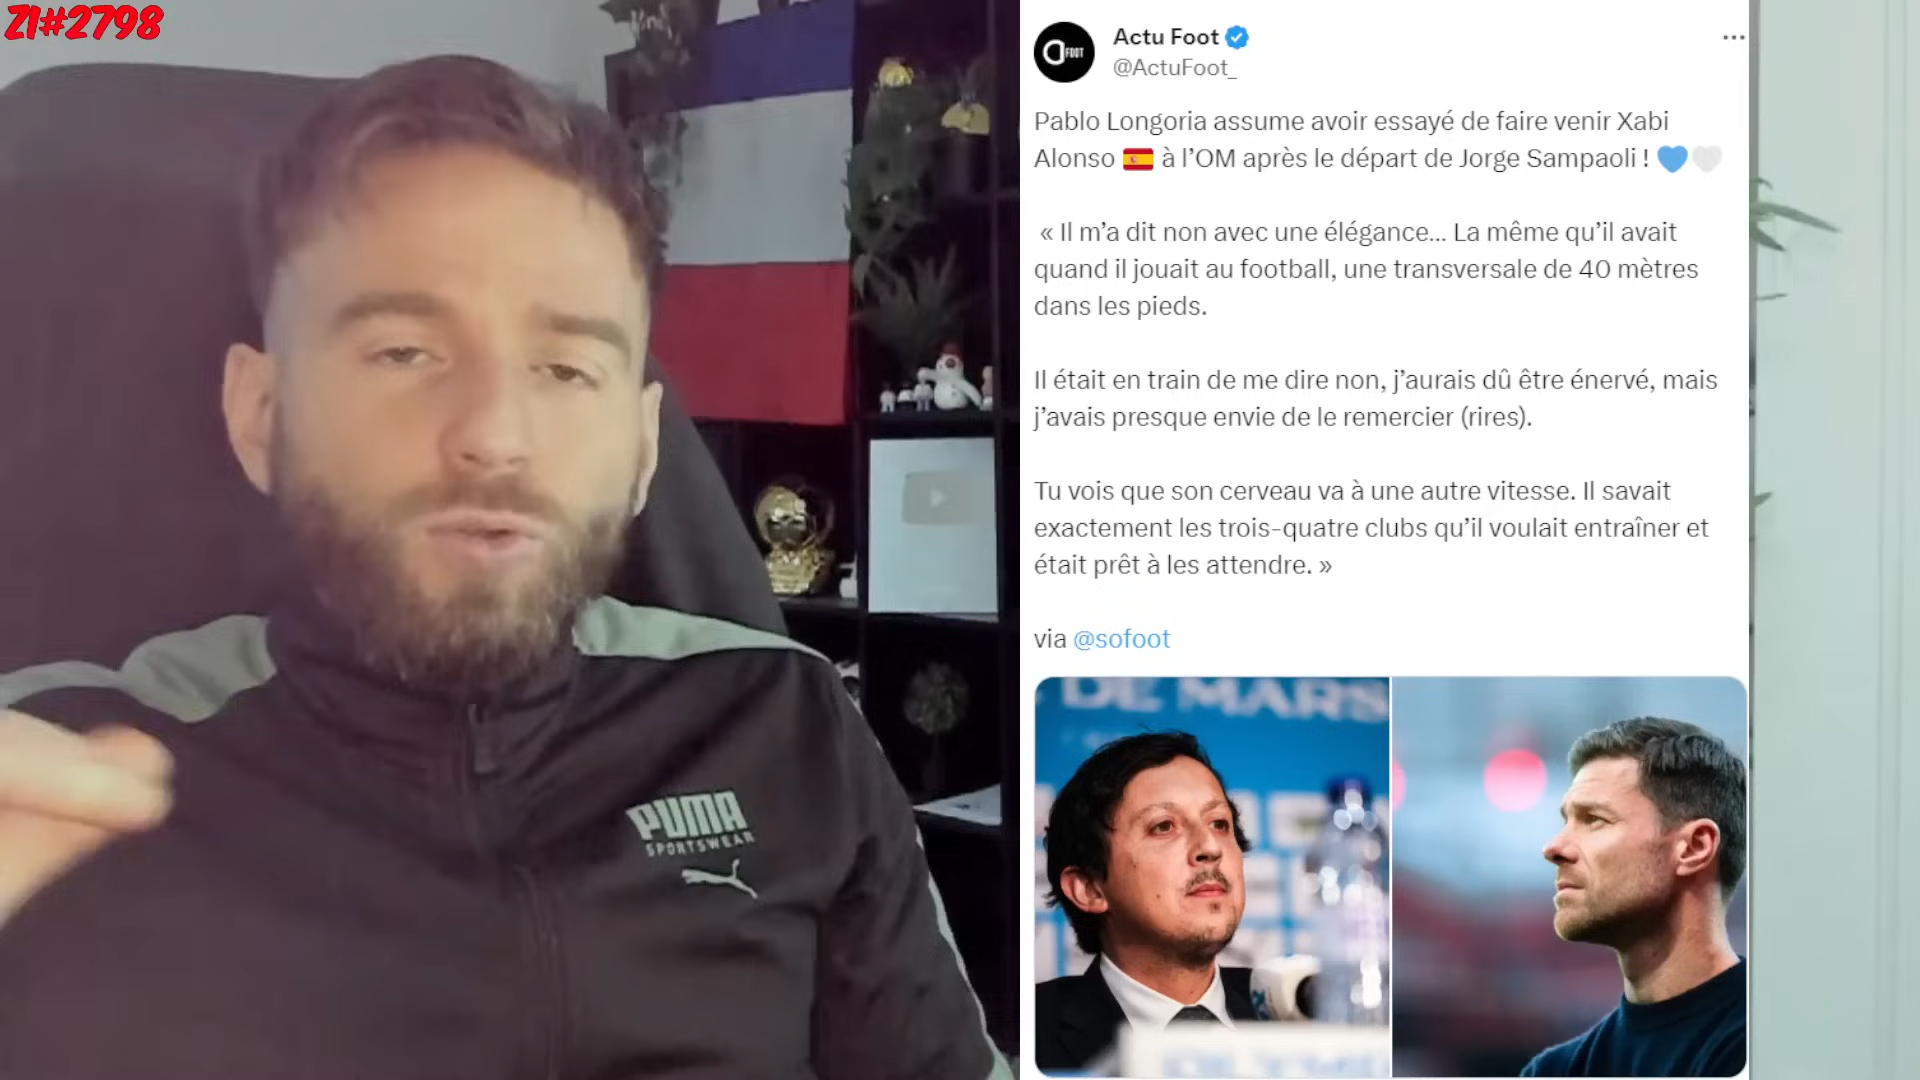 ZI#2798
Actu Foot
@ActuFoot_
FOOT
Pablo Longoria assume avoir essayé de faire venir Xabi
Alonso 🇪🇸 à l’OM après le départ de Jorge Sampaoli ! 🩵🤍
« Il m’a dit non avec une élégance... La même qu’il avait
quand il jouait au football, une transversale de 40 mètres
dans les pieds.
Il était en train de me dire non, j’aurais dû être énervé, mais
j’avais presque envie de le remercier (rires).
Tu vois que son cerveau va à une autre vitesse. Il savait
exactement les trois-quatre clubs qu’il voulait entraîner et
était prêt à les attendre. »
via @sofoot
DE MARS
PUMA
SPORTSWEAR